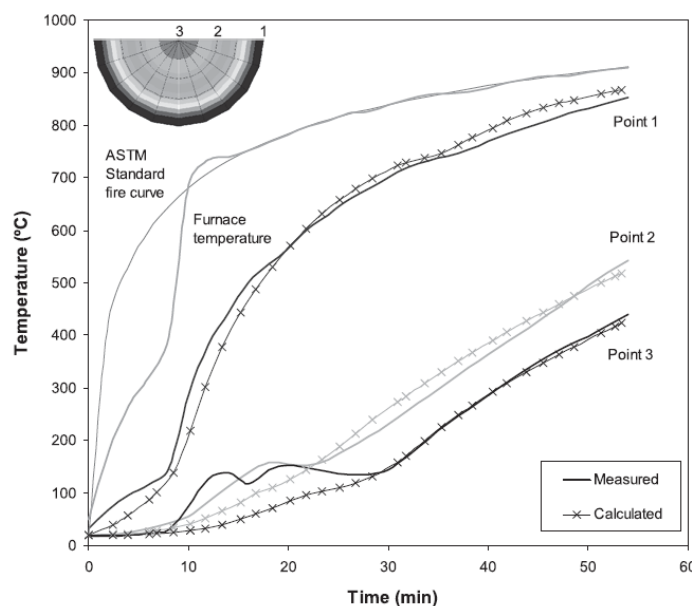 1000
900
800
700
600
500
400
300
200
100
0
Temperature (ºC)
3 2 1
ASTM
Standard
fire curve
Furnace
temperature
Point 1
Point 2
Point 3
Measured
Calculated
0 10 20 30 40 50 60
Time (min)